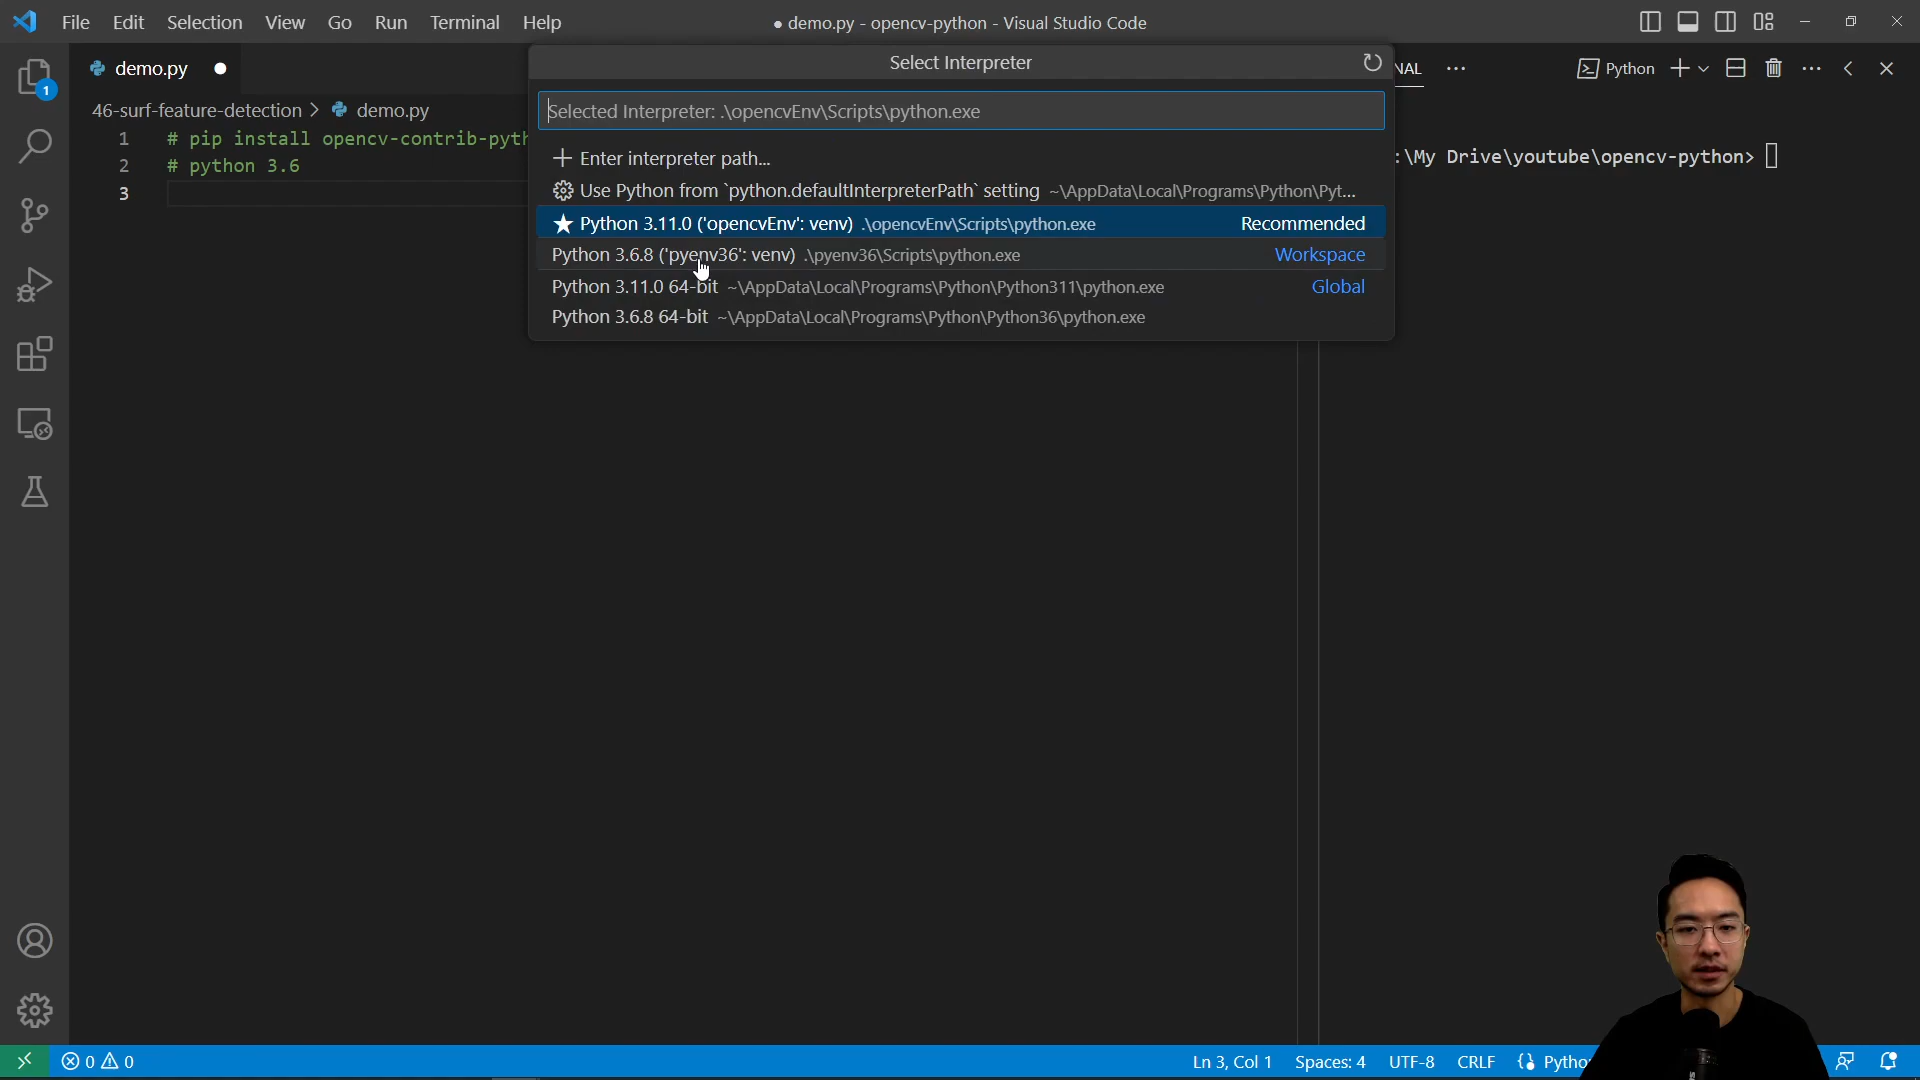 File Edit Selection View Go Run Terminal Help
● demo.py - opencv-python - Visual Studio Code
demo.py
Select Interpreter
NAL
Python
46-surf-feature-detection > demo.py
Selected Interpreter: .\opencvEnv\Scripts\python.exe
1 # pip install opencv-contrib-pyth
2 # python 3.6
3
Enter interpreter path...
Use Python from `python.defaultInterpreterPath` setting ~\AppData\Local\Programs\Python\Pyt...
Python 3.11.0 ('opencvEnv': venv) .\opencvEnv\Scripts\python.exe Recommended
Python 3.6.8 ('pyenv36': venv) .\pyenv36\Scripts\python.exe Workspace
Python 3.11.0 64-bit ~\AppData\Local\Programs\Python\Python311\python.exe Global
Python 3.6.8 64-bit ~\AppData\Local\Programs\Python\Python36\python.exe
:\My Drive\youtube\opencv-python>
1
0 0
Ln 3, Col 1 Spaces: 4 UTF-8 CRLF Pytho